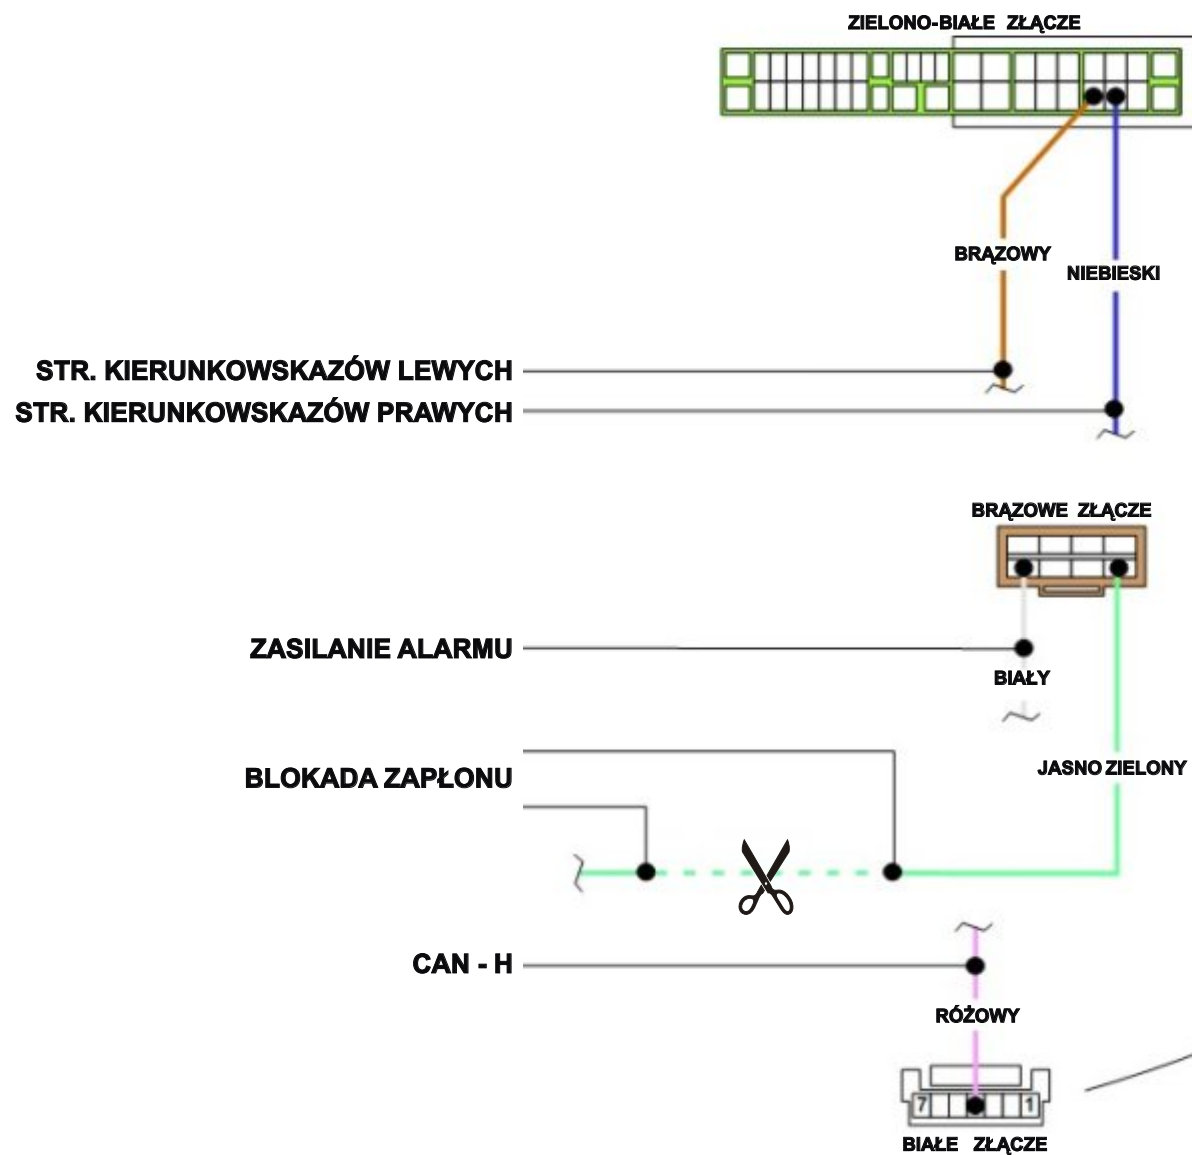 ZIELONO-BIAŁE ZŁĄCZE
BRĄZOWY
NIEBIESKI
STR. KIERUNKOWSKAZÓW LEWYCH
STR. KIERUNKOWSKAZÓW PRAWYCH
BRĄZOWE ZŁĄCZE
ZASILANIE ALARMU
BIAŁY
JASNO ZIELONY
BLOKADA ZAPŁONU
CAN - H
RÓŻOWY
7 1
BIAŁE ZŁĄCZE